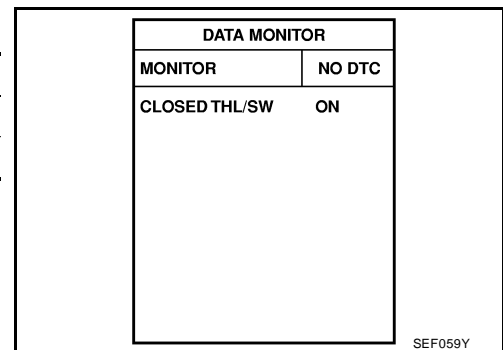 DATA MONITOR
MONITOR NO DTC
CLOSED THL/SW ON
SEF059Y